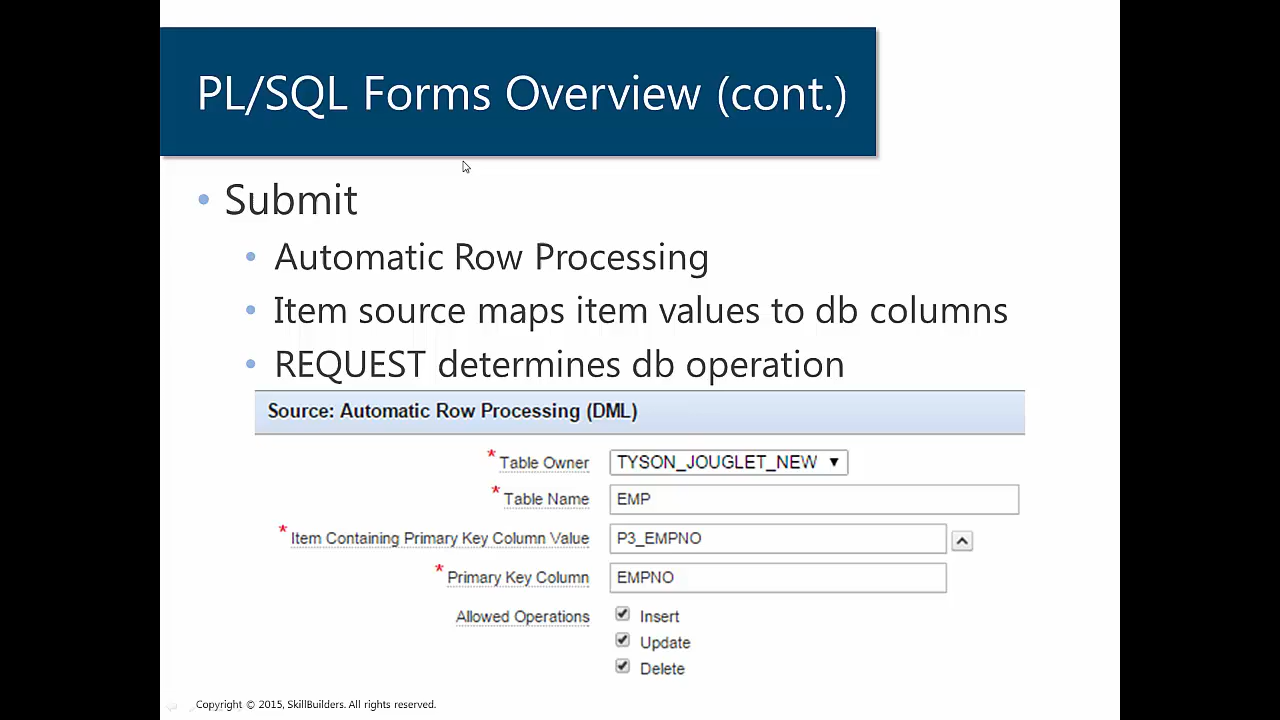 PL/SQL Forms Overview (cont.)
• Submit
• Automatic Row Processing
• Item source maps item values to db columns
• REQUEST determines db operation
Source: Automatic Row Processing (DML)
* Table Owner TYSON_JOUGLET_NEW ▼
* Table Name EMP
* Item Containing Primary Key Column Value P3_EMPNO
* Primary Key Column EMPNO
Allowed Operations Insert
Update
Delete
Copyright © 2015, SkillBuilders. All rights reserved.